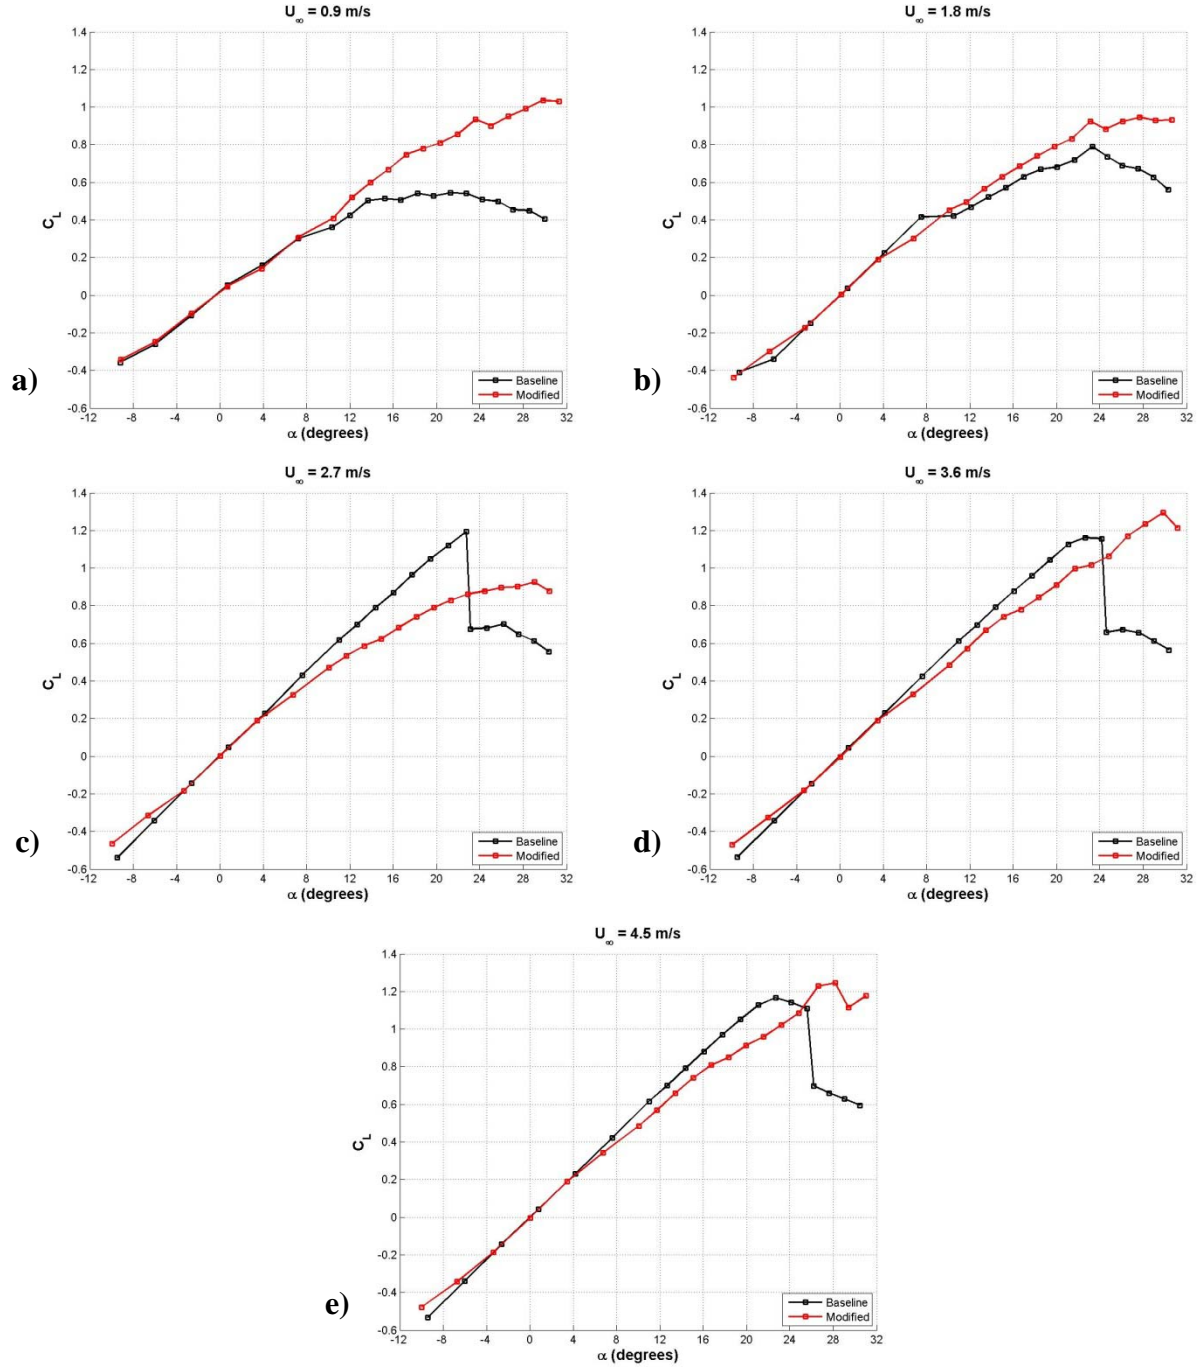 U∞ = 0.9 m/s
1.4
1.2
1
0.8
0.6
0.4
0.2
0
-0.2
-0.4
-0.6
C_L
-12 -8 -4 0 4 8 12 16 20 24 28 32
α (degrees)
Baseline
Modified
a)
U∞ = 1.8 m/s
1.4
1.2
1
0.8
0.6
0.4
0.2
0
-0.2
-0.4
-0.6
C_L
-12 -8 -4 0 4 8 12 16 20 24 28 32
α (degrees)
Baseline
Modified
b)
U∞ = 2.7 m/s
1.4
1.2
1
0.8
0.6
0.4
0.2
0
-0.2
-0.4
-0.6
C_L
-12 -8 -4 0 4 8 12 16 20 24 28 32
α (degrees)
Baseline
Modified
c)
U∞ = 3.6 m/s
1.4
1.2
1
0.8
0.6
0.4
0.2
0
-0.2
-0.4
-0.6
C_L
-12 -8 -4 0 4 8 12 16 20 24 28 32
α (degrees)
Baseline
Modified
d)
U∞ = 4.5 m/s
1.4
1.2
1
0.8
0.6
0.4
0.2
0
-0.2
-0.4
-0.6
C_L
-12 -8 -4 0 4 8 12 16 20 24 28 32
α (degrees)
Baseline
Modified
e)